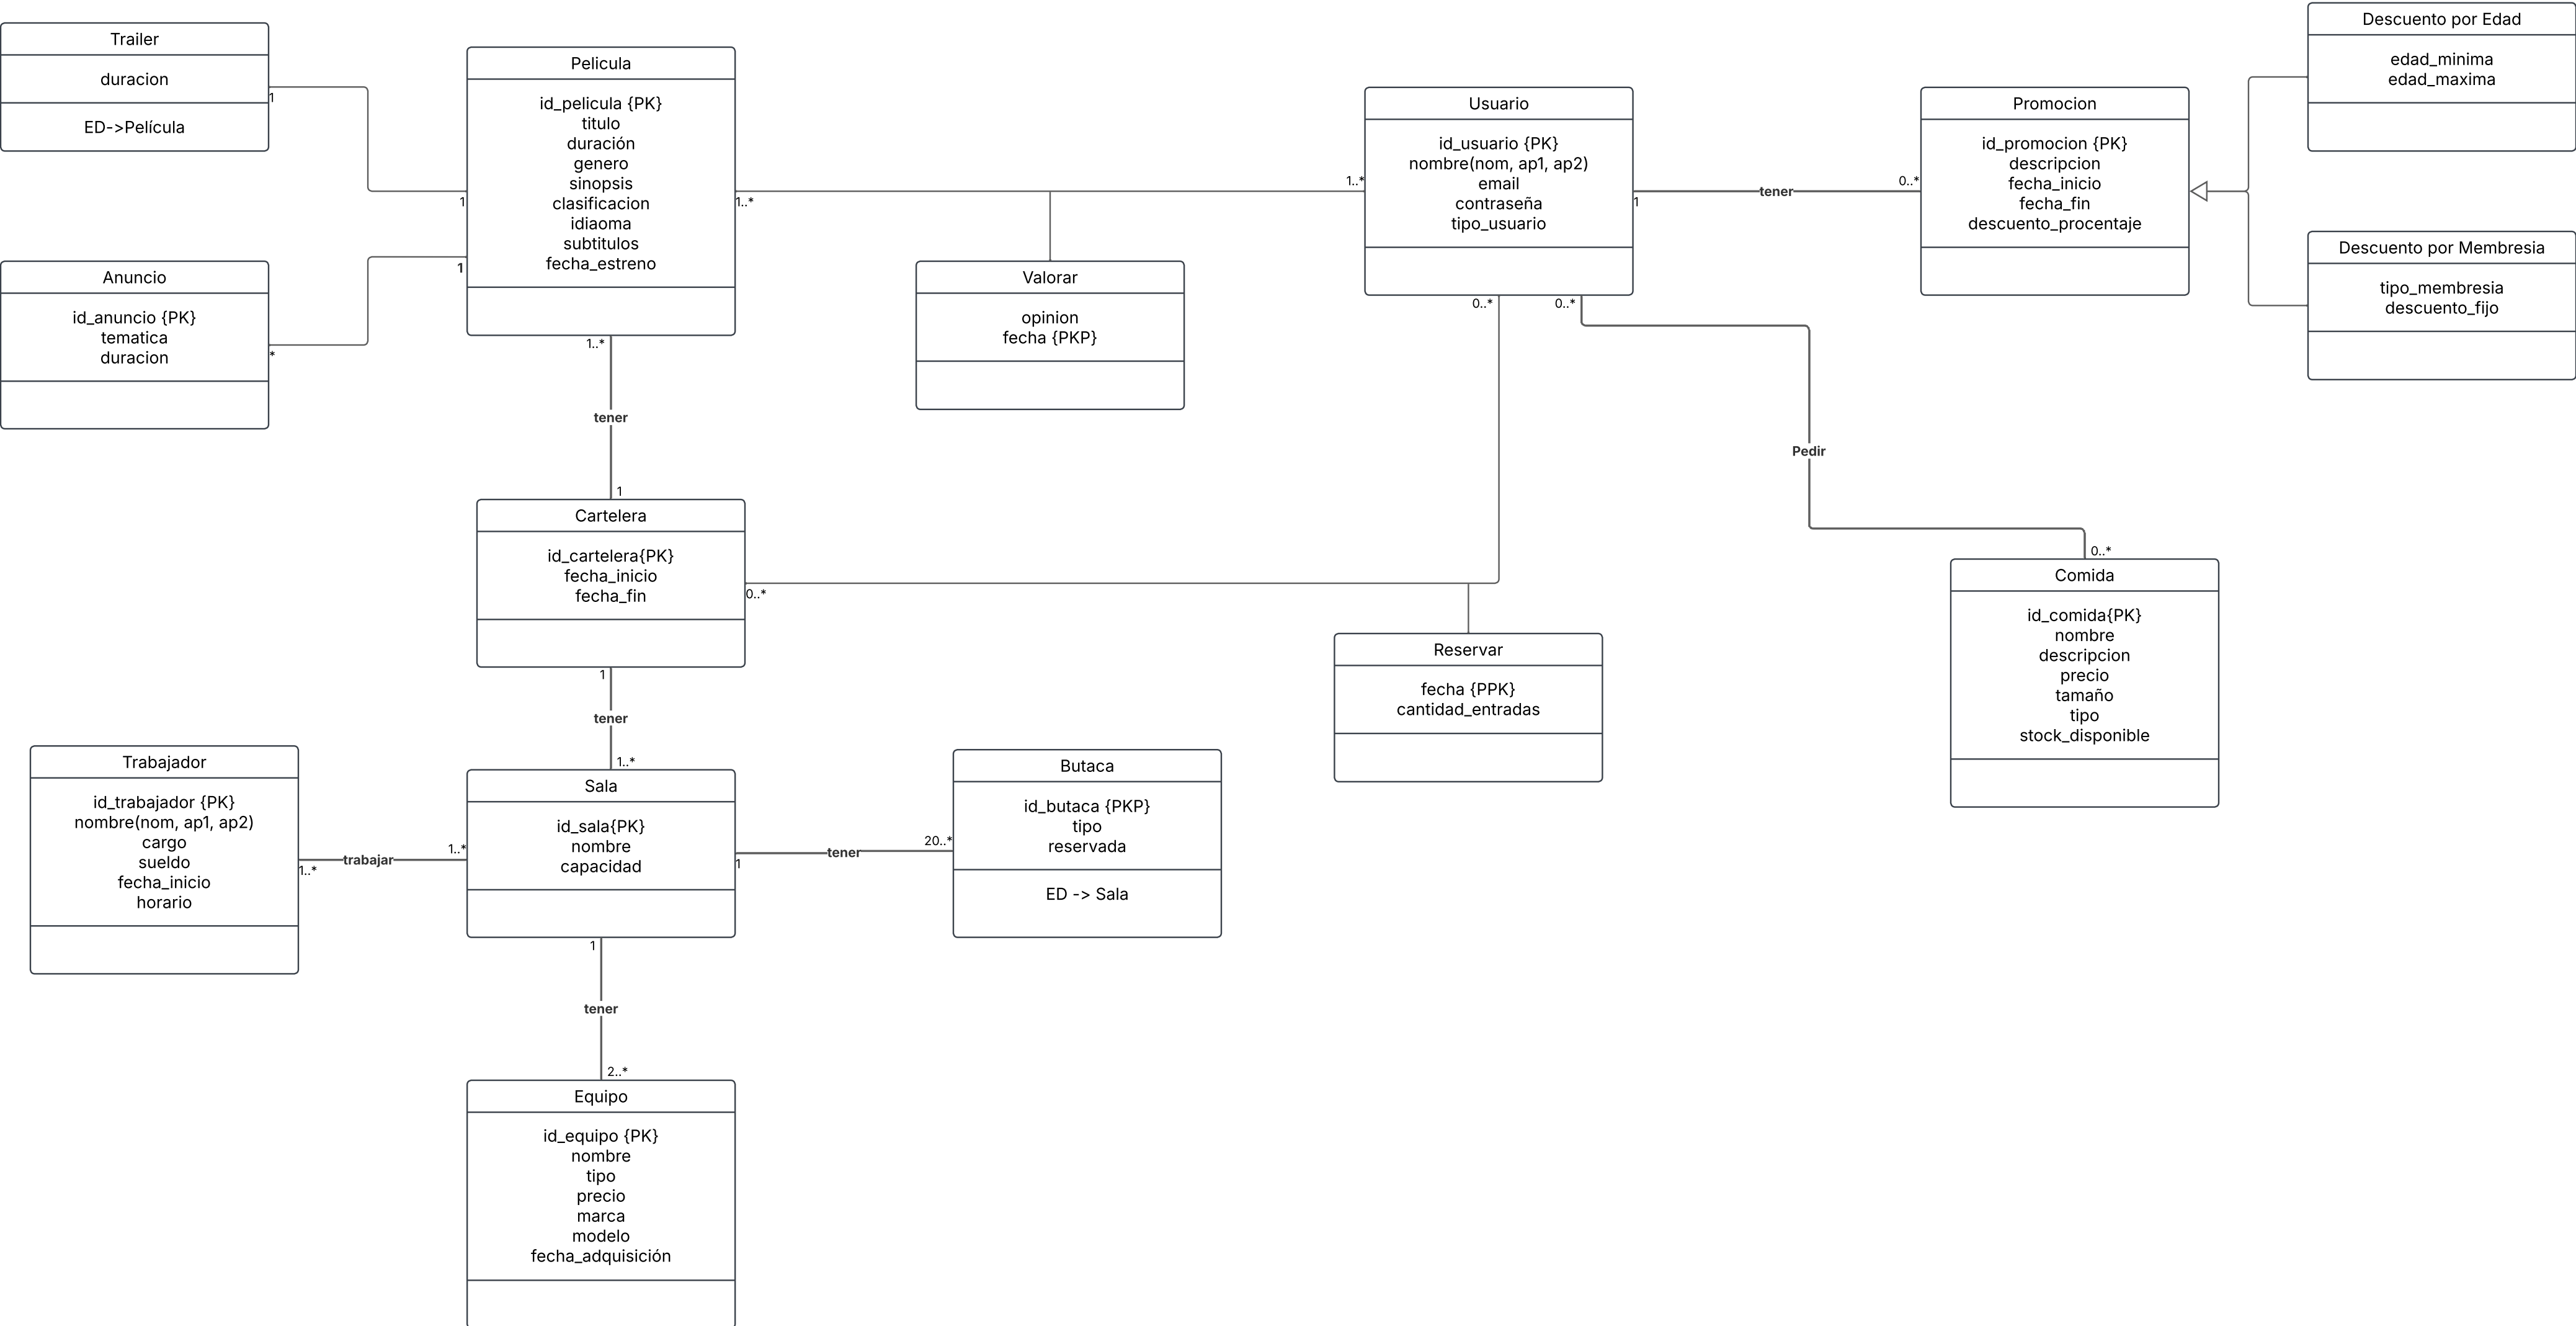 Trailer
duracion
ED->Película
1
Pelicula
id_pelicula {PK}
titulo
duración
genero
sinopsis
clasificacion
idiaoma
subtitulos
fecha_estreno
1
1
1..*
1..*
Anuncio
id_anuncio {PK}
tematica
duracion
*
Valorar
opinion
fecha {PKP}
Usuario
id_usuario {PK}
nombre(nom, ap1, ap2)
email
contraseña
tipo_usuario
1..*
1
0..*
0..*
tener
0..*
Promocion
id_promocion {PK}
descripcion
fecha_inicio
fecha_fin
descuento_procentaje
Descuento por Edad
edad_minima
edad_maxima
Descuento por Membresia
tipo_membresia
descuento_fijo
tener
1
Pedir
0..*
Cartelera
id_cartelera{PK}
fecha_inicio
fecha_fin
0..*
1
Reservar
fecha {PPK}
cantidad_entradas
Comida
id_comida{PK}
nombre
descripcion
precio
tamaño
tipo
stock_disponible
tener
1..*
Trabajador
id_trabajador {PK}
nombre(nom, ap1, ap2)
cargo
sueldo
fecha_inicio
horario
1..*
trabajar
1..*
Sala
id_sala{PK}
nombre
capacidad
1
tener
20..*
Butaca
id_butaca {PKP}
tipo
reservada
ED -> Sala
1
tener
2..*
Equipo
id_equipo {PK}
nombre
tipo
precio
marca
modelo
fecha_adquisición